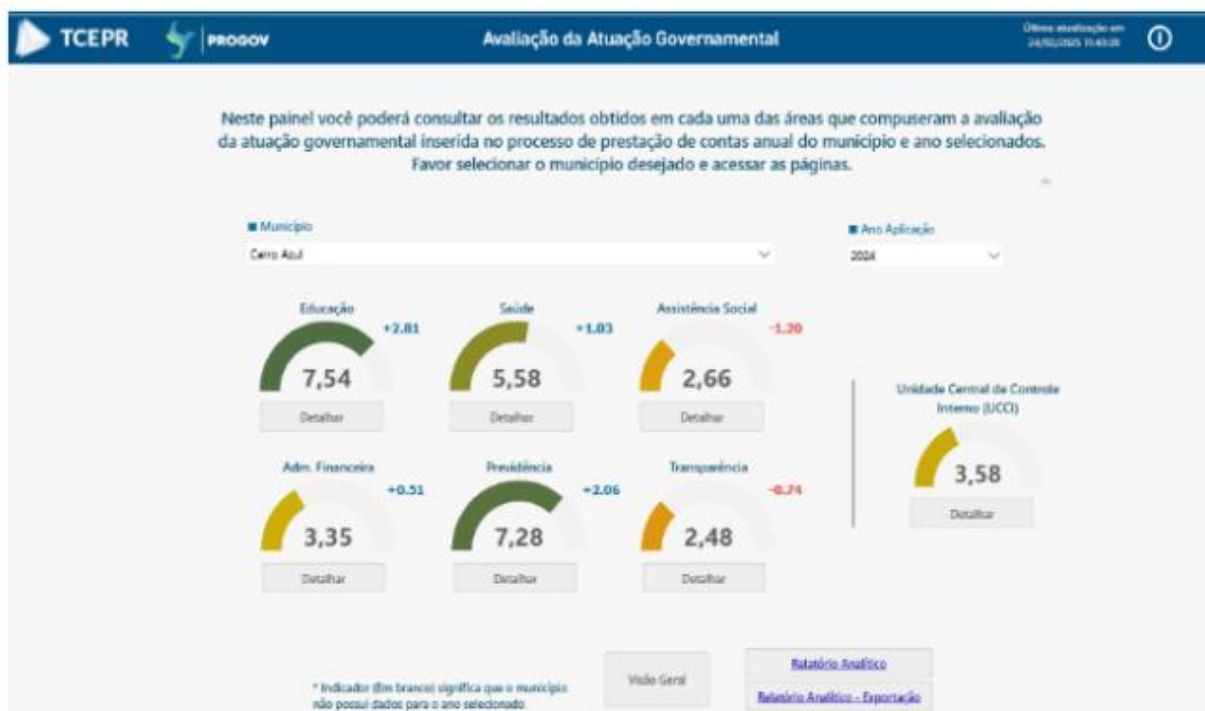 TCEPR
PROGOV
Avaliação da Atuação Governamental
Última atualização em
24/02/2025
Neste painel você poderá consultar os resultados obtidos em cada uma das áreas que compuseram a avaliação
da atuação governamental inserida no processo de prestação de contas anual do município e ano selecionados.
Favor selecionar o município desejado e acessar as páginas.
Município
Ano Aplicação
Cerro Azul
2024
Educação
Saúde
Assistência Social
+2.81
+1.03
-1.20
7,54
5,58
2,66
Detalhar
Detalhar
Detalhar
Unidade Central de Controle
Interno (UCCI)
3,58
Detalhar
Adm. Financeira
Previdência
Transparência
+0.51
+2.06
-0.74
3,35
7,28
2,48
Detalhar
Detalhar
Detalhar
* Indicador (Em branco) significa que o município
não possui dados para o ano selecionado
Visão Geral
Relatório Analítico
Relatório Analítico - Exportação